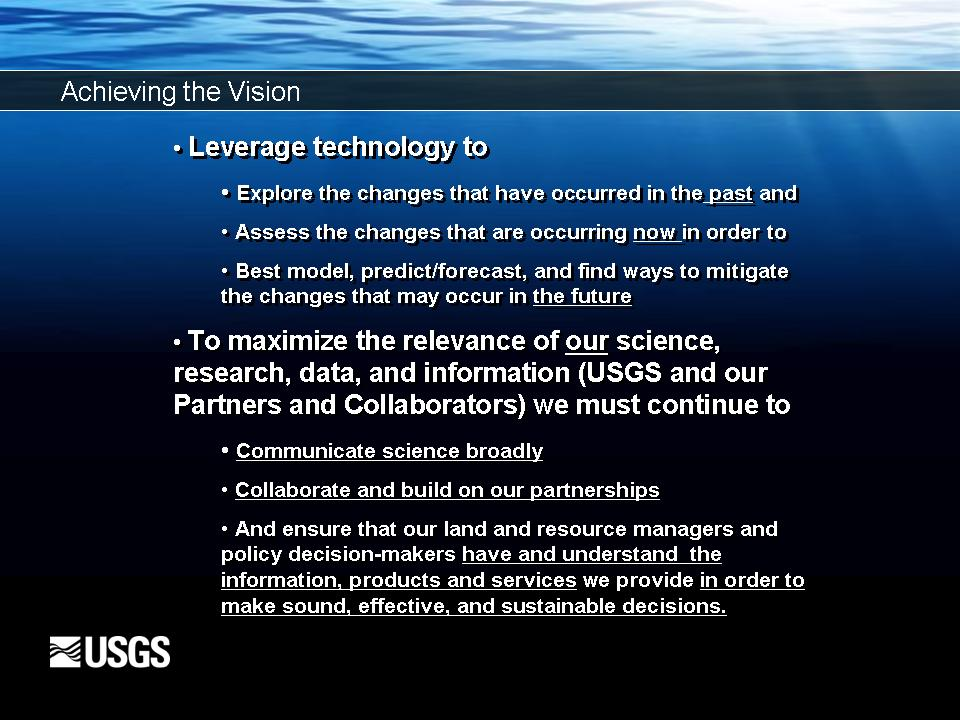 Achieving the Vision
• Leverage technology to
• Explore the changes that have occurred in the past and
• Assess the changes that are occurring now in order to
• Best model, predict/forecast, and find ways to mitigate
the changes that may occur in the future
• To maximize the relevance of our science,
research, data, and information (USGS and our
Partners and Collaborators) we must continue to
• Communicate science broadly
• Collaborate and build on our partnerships
• And ensure that our land and resource managers and
policy decision-makers have and understand  the
information, products and services we provide in order to
make sound, effective, and sustainable decisions.
USGS